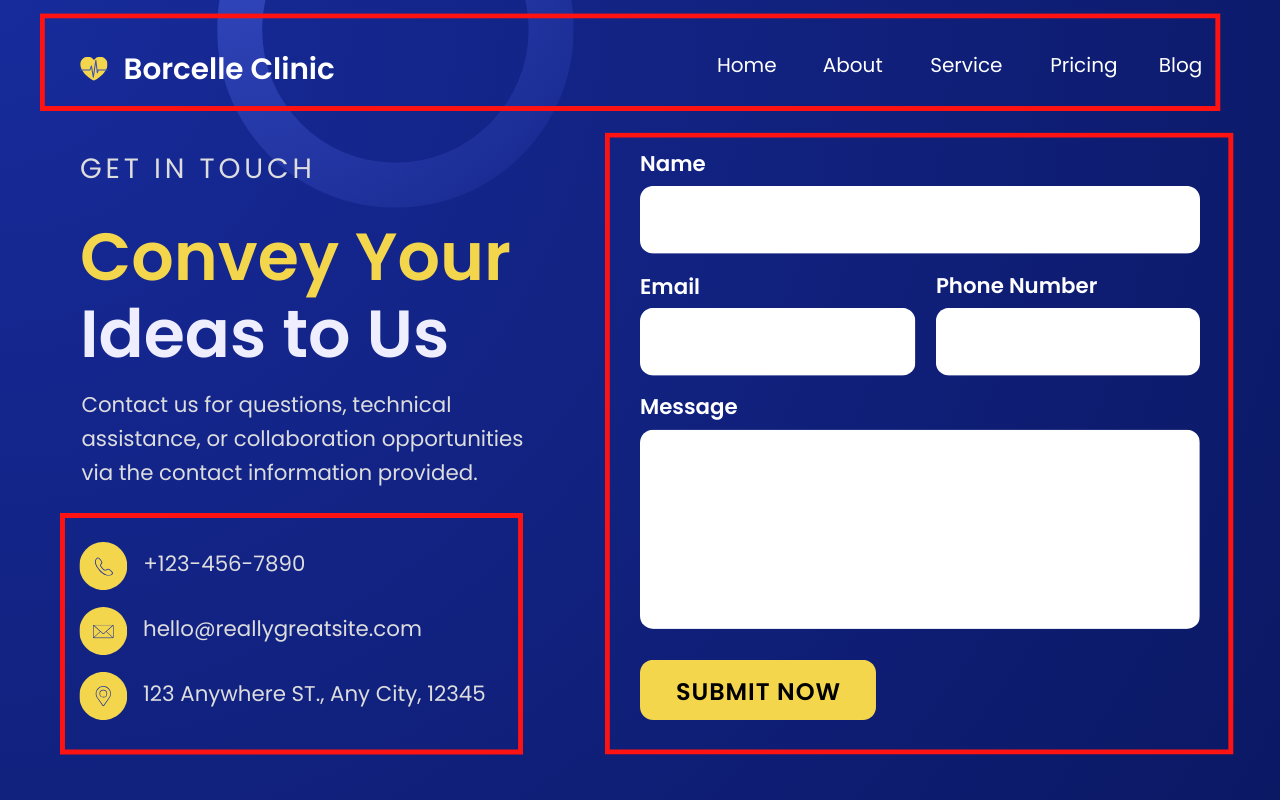 Borcelle Clinic
Home About Service Pricing Blog
GET IN TOUCH
Convey Your
Ideas to Us
Contact us for questions, technical
assistance, or collaboration opportunities
via the contact information provided.
+123-456-7890
hello@reallygreatsite.com
123 Anywhere ST., Any City, 12345
Name
Email Phone Number
Message
SUBMIT NOW